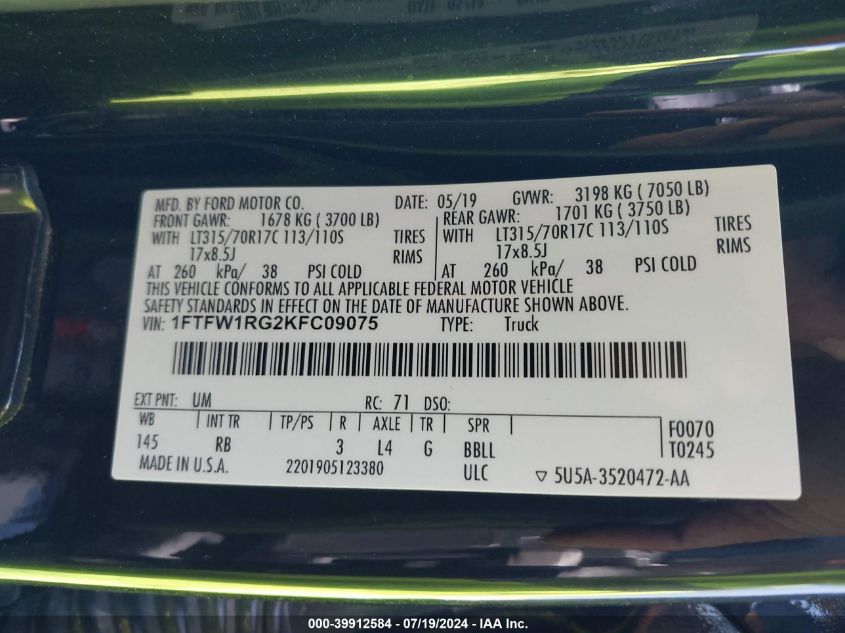 MFD. BY FORD MOTOR CO. DATE: 05/19 GVWR: 3198 KG ( 7050 LB)
FRONT GAWR: 1678 KG ( 3700 LB) REAR GAWR: 1701 KG ( 3750 LB)
WITH LT315/70R17C 113/110S TIRES WITH LT315/70R17C 113/110S TIRES
17x8.5J RIMS 17x8.5J RIMS
AT 260 kPa/ 38 PSI COLD AT 260 kPa/ 38 PSI COLD
THIS VEHICLE CONFORMS TO ALL APPLICABLE FEDERAL MOTOR VEHICLE
SAFETY STANDARDS IN EFFECT ON THE DATE OF MANUFACTURE SHOWN ABOVE.
VIN: 1FTFW1RG2KFC09075 TYPE: Truck
EXT PNT: UM RC: 71 DSO:
WB INT TR TP/PS R AXLE TR SPR F0070
145 RB 3 L4 G BBLL T0245
MADE IN U.S.A. 2201905123380 ULC ▽ 5U5A-3520472-AA
000-39912584 - 07/19/2024 - IAA Inc.